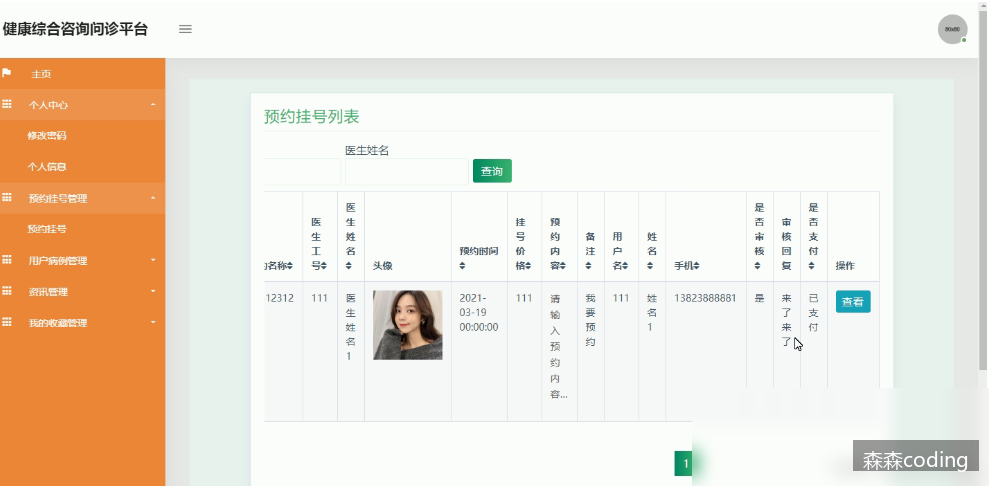 健康综合咨询问诊平台
主页
个人中心
修改密码
个人信息
预约挂号管理
预约挂号
用户病例管理
资讯管理
我的收藏管理
预约挂号列表
医生姓名
查询
名称 医生工号 医生姓名 头像 预约时间 挂号价格 预约内容 备注 用户名 姓名 手机 是否审核 审核回复 是否支付 操作
12312 111 医生姓名1 2021-03-19 00:00:00 111 请输入预约内容... 我要预约 111 姓名1 13823888881 是 来了来了 已支付 查看
1
森森coding